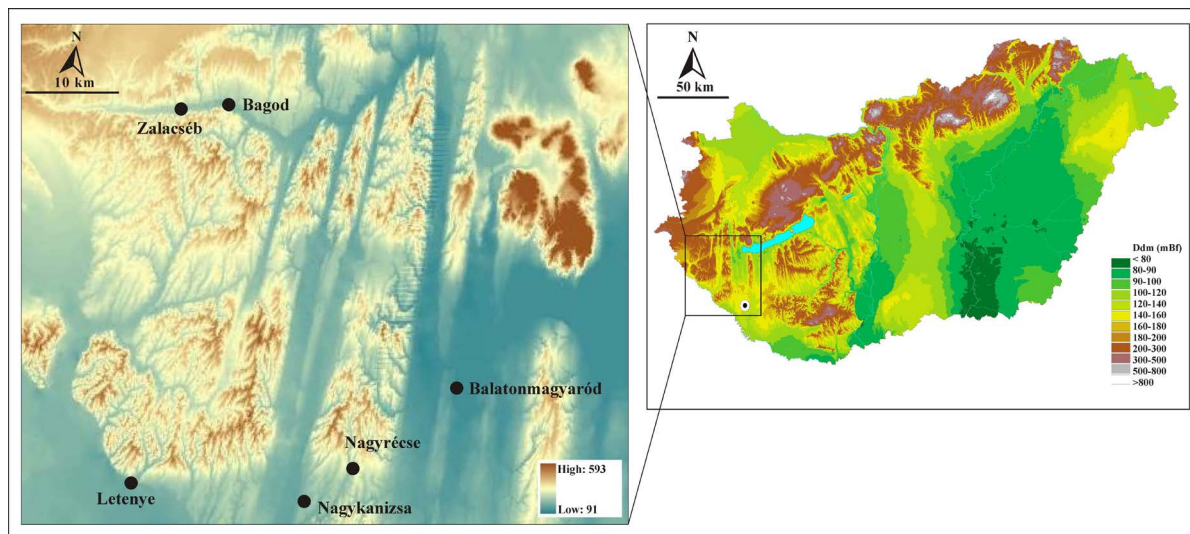 N
10 km
Bagod
Zalacséb
Balatonmagyaród
Nagyrécse
Letenye
Nagykanizsa
High: 593
Low: 91
N
50 km
Ddm (mBf)
< 80
80-90
90-100
100-120
120-140
140-160
160-180
180-200
200-300
300-500
500-800
>800